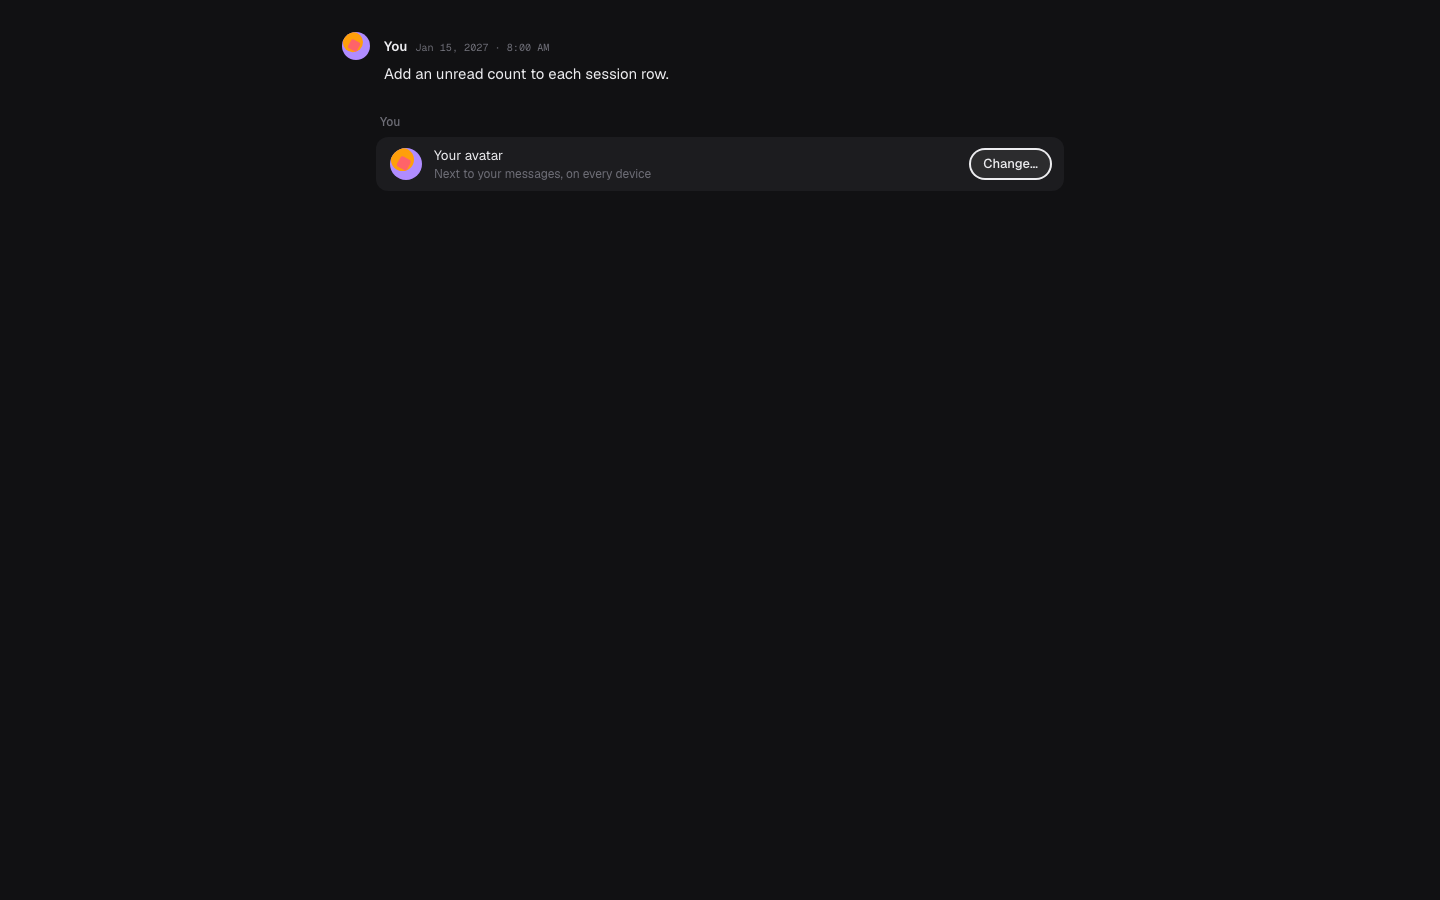 You Jan 15, 2027 · 8:00 AM
Add an unread count to each session row.
You
Your avatar
Next to your messages, on every device
Change…